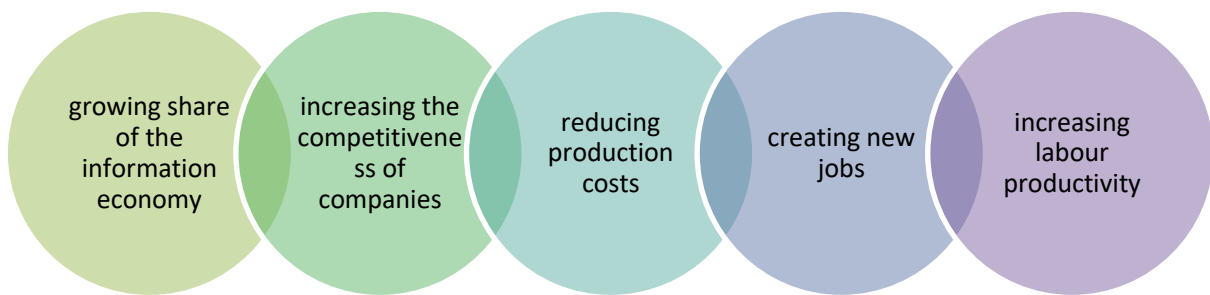 growing share
of the
information
economy
increasing the
competitivene
ss of
companies
reducing
production
costs
creating new
jobs
increasing
labour
productivity